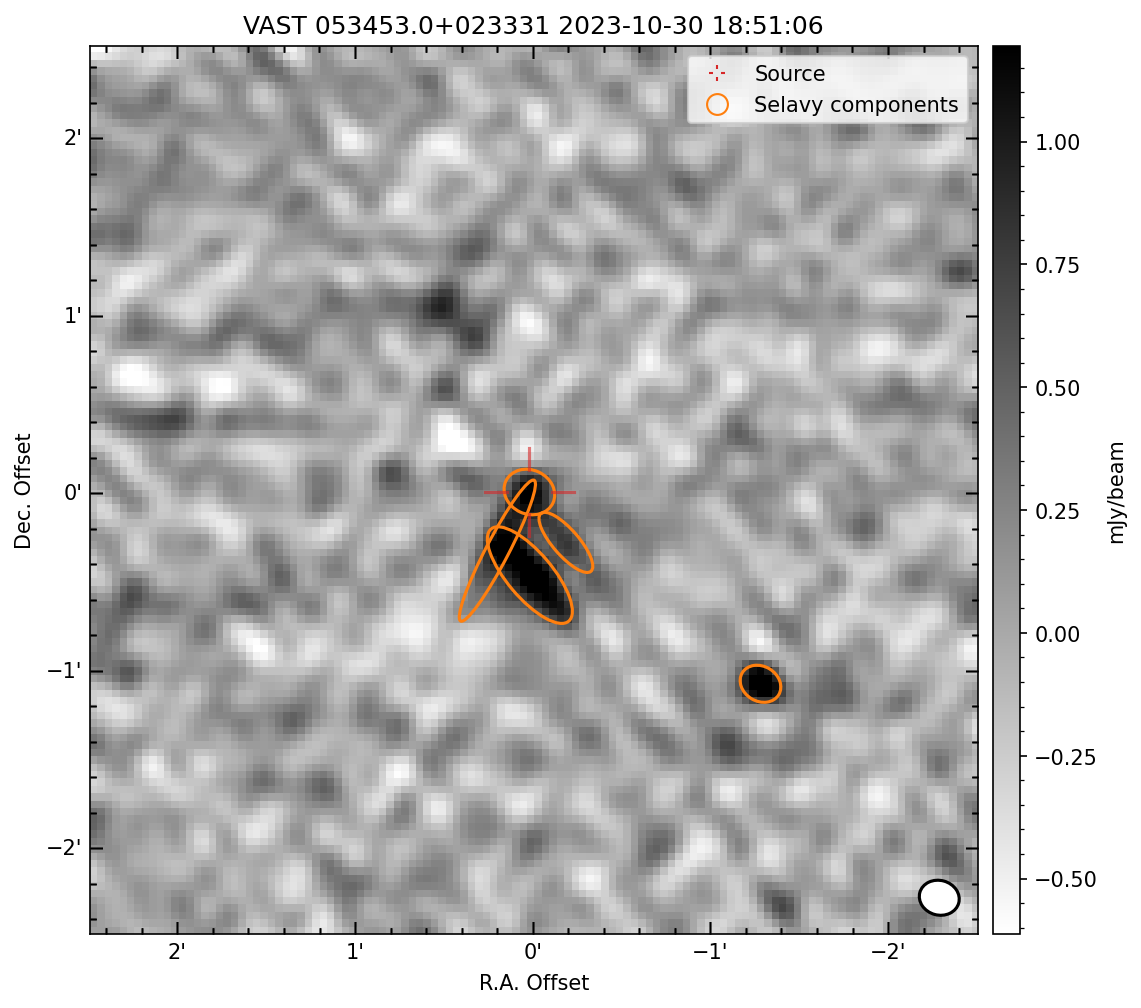 VAST 053453.0+023331 2023-10-30 18:51:06
Source
Selavy components
2'
1'
0'
−1'
−2'
Dec. Offset
2'
1'
0'
−1'
−2'
R.A. Offset
1.00
0.75
0.50
0.25
0.00
−0.25
−0.50
mJy/beam